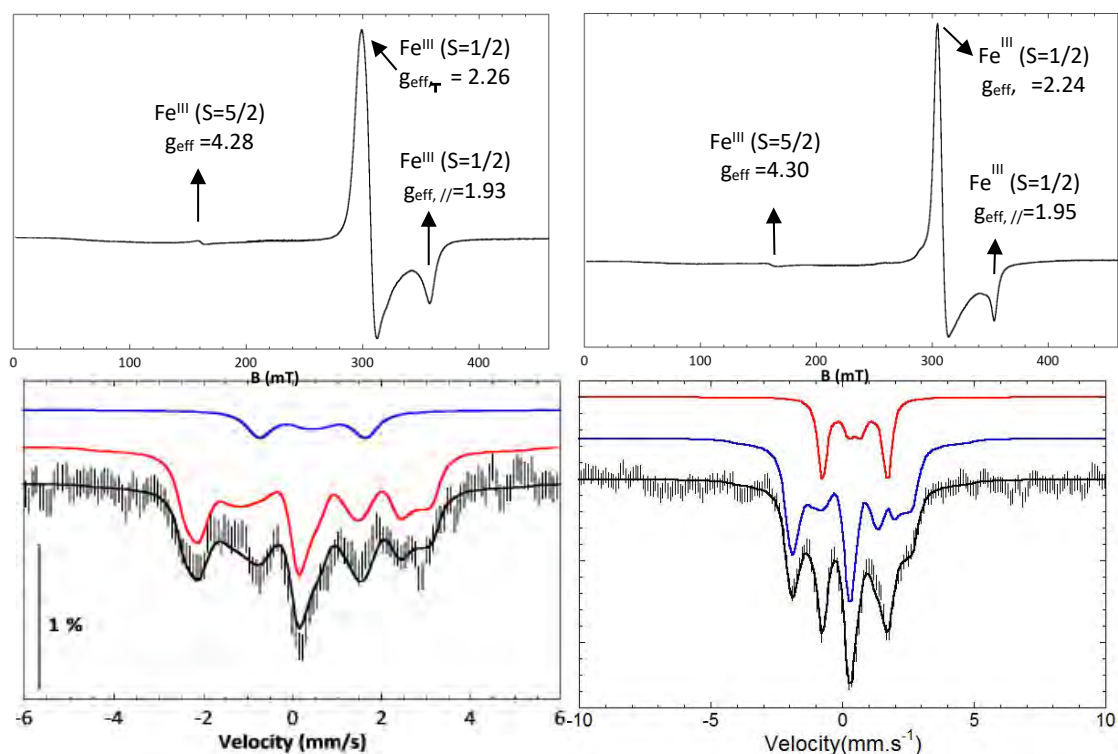 Fe^III (S=5/2)
g_eff =4.28
Fe^III (S=1/2)
g_eff,⊥ = 2.26
Fe^III (S=1/2)
g_eff, //=1.93
0 100 200 300 400
B (mT)
Fe^III (S=5/2)
g_eff =4.30
Fe^III (S=1/2)
g_eff, =2.24
Fe^III (S=1/2)
g_eff, //=1.95
0 100 200 300 400
B (mT)
1 %
-6 -4 -2 0 2 4 6
Velocity (mm/s)
-10 -5 0 5 10
Velocity(mm.s^-1)